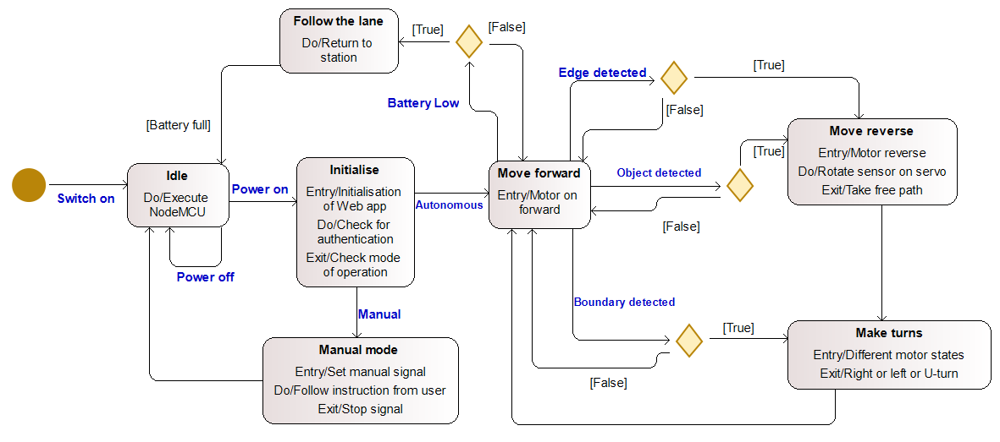 Follow the lane
Do/Return to
station
[True]
[False]
Battery Low
[Battery full]
Edge detected
[True]
[False]
Move reverse
Entry/Motor reverse
Do/Rotate sensor on servo
Exit/Take free path
[True]
Switch on
Idle
Do/Execute
NodeMCU
Power on
Power off
Initialise
Entry/Initialisation
of Web app
Do/Check for
authentication
Exit/Check mode
of operation
Autonomous
Move forward
Entry/Motor on
forward
Object detected
[False]
Manual
Boundary detected
[True]
[False]
Manual mode
Entry/Set manual signal
Do/Follow instruction from user
Exit/Stop signal
Make turns
Entry/Different motor states
Exit/Right or left or U-turn